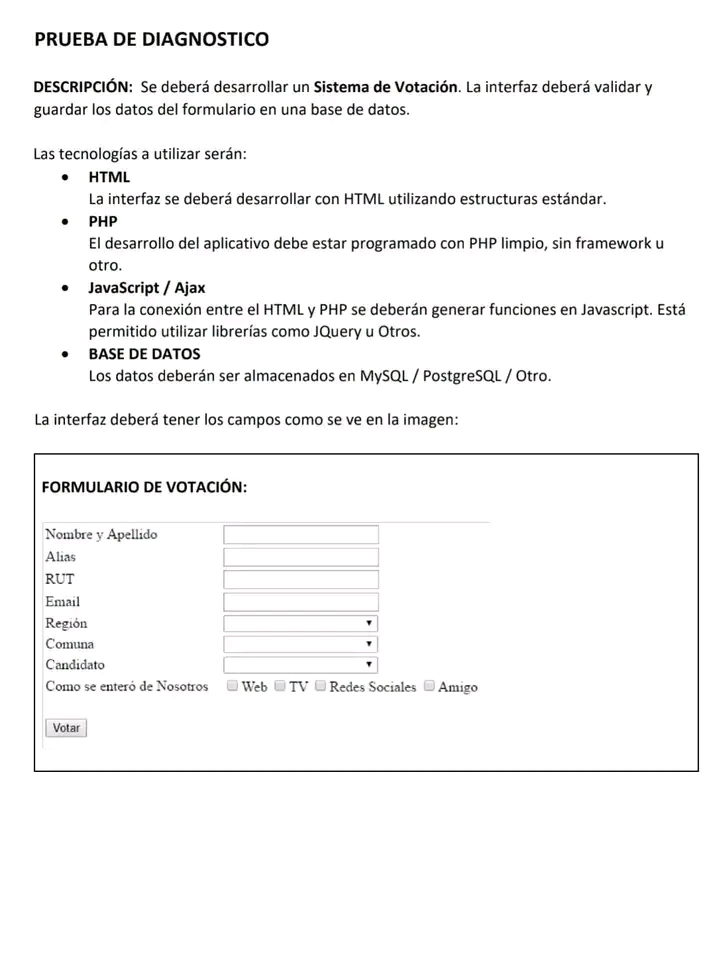 PRUEBA DE DIAGNOSTICO
DESCRIPCIÓN: Se deberá desarrollar un Sistema de Votación. La interfaz deberá validar y
guardar los datos del formulario en una base de datos.
Las tecnologías a utilizar serán:
• HTML
La interfaz se deberá desarrollar con HTML utilizando estructuras estándar.
• PHP
El desarrollo del aplicativo debe estar programado con PHP limpio, sin framework u
otro.
• JavaScript / Ajax
Para la conexión entre el HTML y PHP se deberán generar funciones en Javascript. Está
permitido utilizar librerías como JQuery u Otros.
• BASE DE DATOS
Los datos deberán ser almacenados en MySQL / PostgreSQL / Otro.
La interfaz deberá tener los campos como se ve en la imagen:
FORMULARIO DE VOTACIÓN:
Nombre y Apellido
Alias
RUT
Email
Región
Comuna
Candidato
Como se enteró de Nosotros Web TV Redes Sociales Amigo
Votar